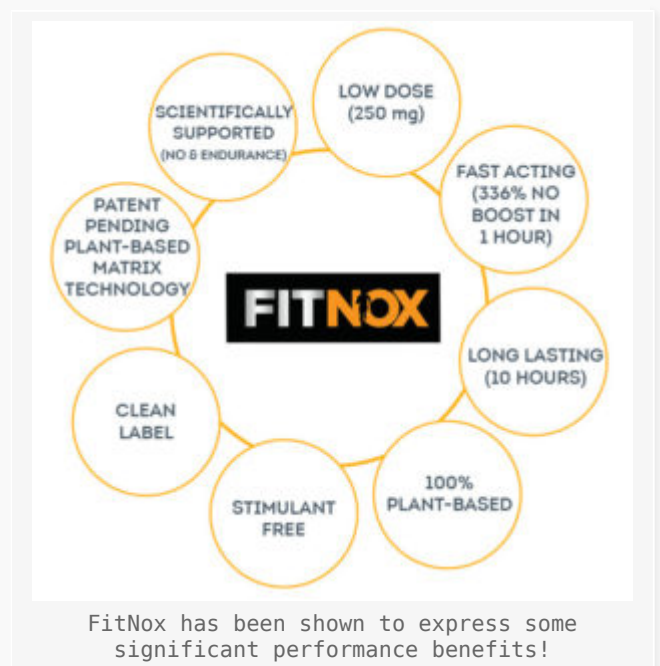 LOW DOSE
(250 mg)
FAST ACTING
(336% NO
BOOST IN
1 HOUR)
LONG LASTING
(10 HOURS)
100%
PLANT-BASED
STIMULANT
FREE
CLEAN
LABEL
PATENT
PENDING
PLANT-BASED
MATRIX
TECHNOLOGY
SCIENTIFICALLY
SUPPORTED
(NO & ENDURANCE)
FITNOX
FitNox has been shown to express some
significant performance benefits!